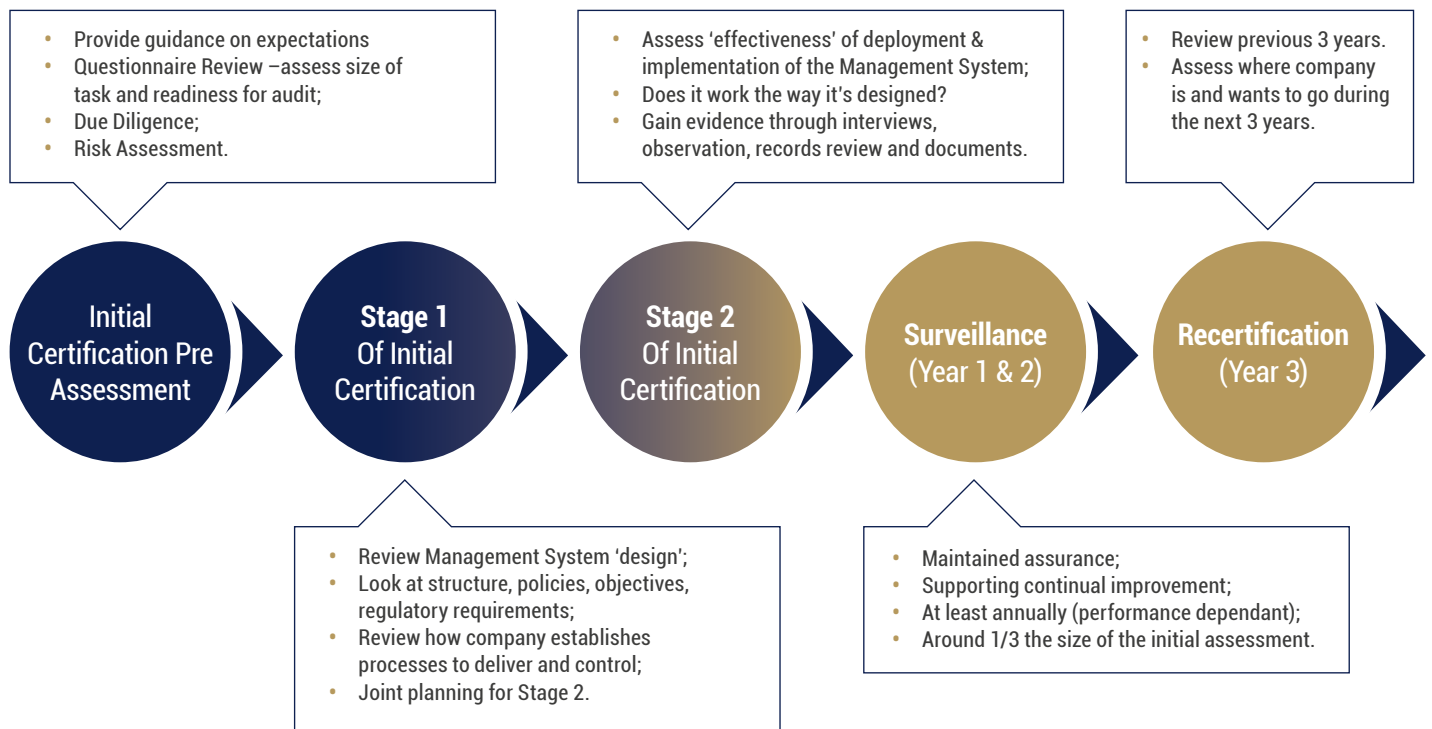 • Provide guidance on expectations
• Questionnaire Review –assess size of
task and readiness for audit;
• Due Diligence;
• Risk Assessment.
• Assess ‘effectiveness’ of deployment &
implementation of the Management System;
• Does it work the way it’s designed?
• Gain evidence through interviews,
observation, records review and documents.
• Review previous 3 years.
• Assess where company
is and wants to go during
the next 3 years.
Initial
Certification Pre
Assessment
Stage 1
Of Initial
Certification
Stage 2
Of Initial
Certification
Surveillance
(Year 1 & 2)
Recertification
(Year 3)
• Review Management System ‘design’;
• Look at structure, policies, objectives,
regulatory requirements;
• Review how company establishes
processes to deliver and control;
• Joint planning for Stage 2.
• Maintained assurance;
• Supporting continual improvement;
• At least annually (performance dependant);
• Around 1/3 the size of the initial assessment.